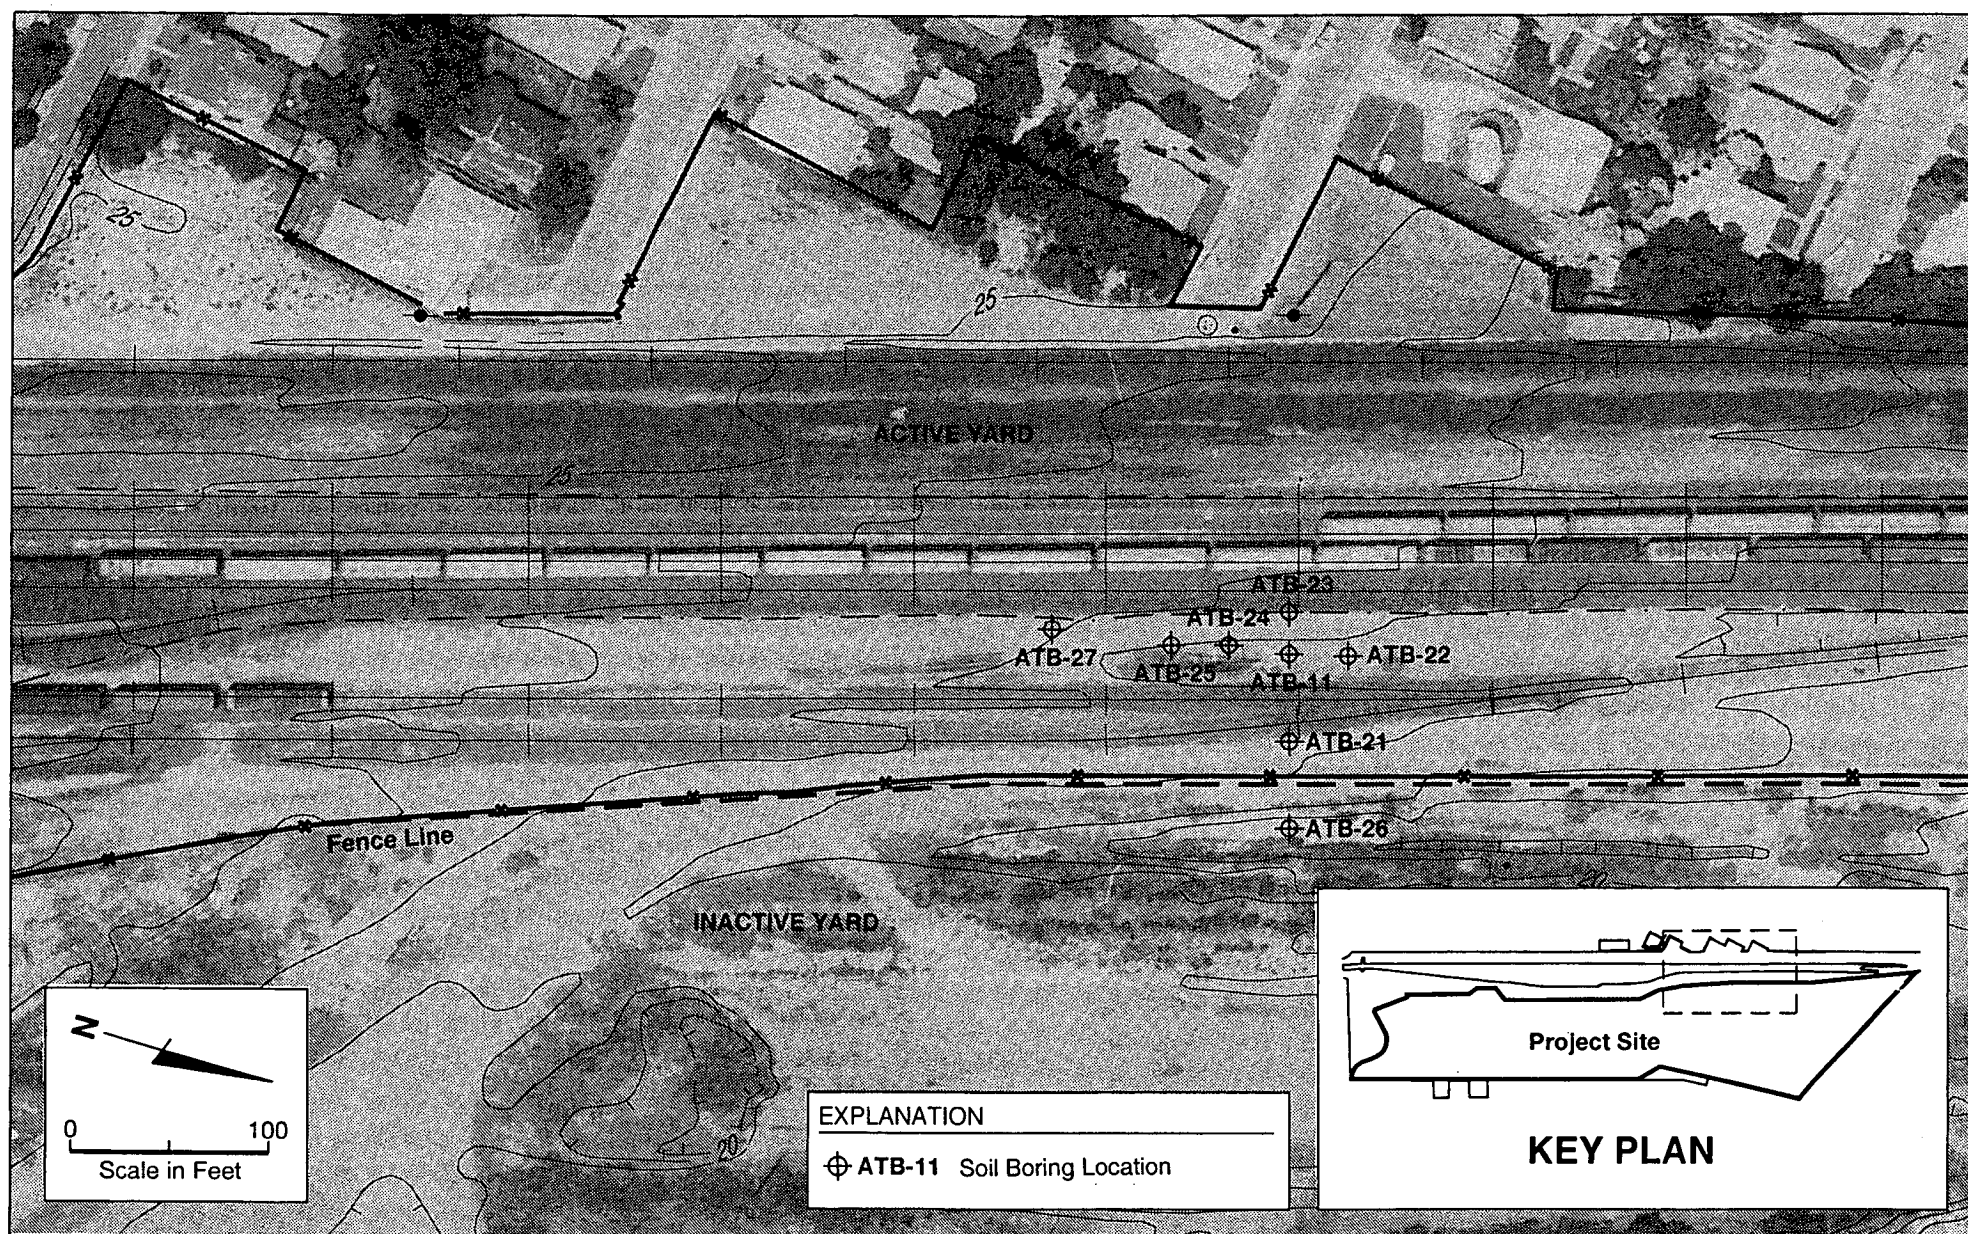 25
25
ACTIVE YARD
25
ATB-23
ATB-24
ATB-27
ATB-25
ATB-22
ATB-11
ATB-21
Fence Line
ATB-26
20
INACTIVE YARD
N
0 100
Scale in Feet
20
EXPLANATION
ATB-11 Soil Boring Location
Project Site
KEY PLAN